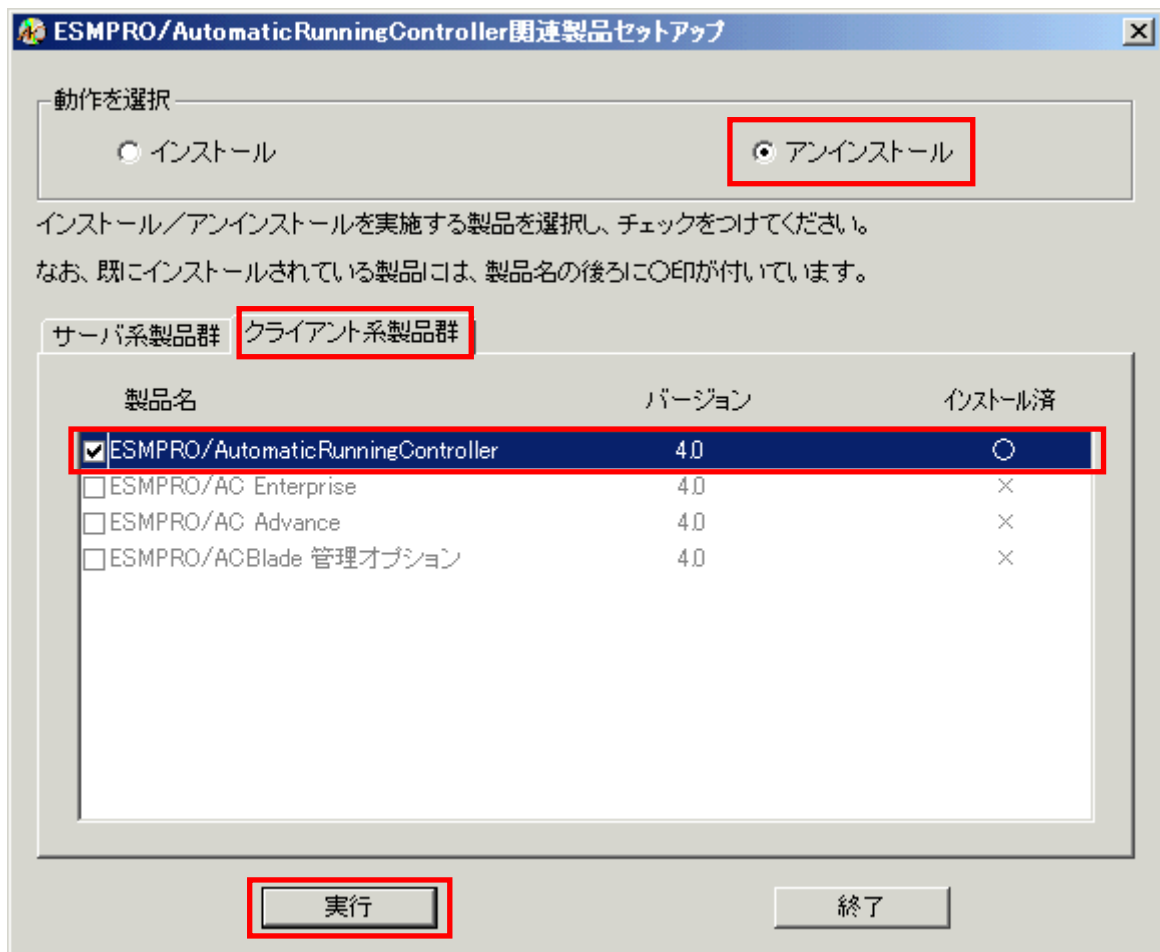 ESMPRO/AutomaticRunningController関連製品セットアップ
動作を選択
インストール
アンインストール
インストール/アンインストールを実施する製品を選択し、チェックをつけてください。
なお、既にインストールされている製品には、製品名の後ろに○印が付いています。
サーバ系製品群 クライアント系製品群
製品名 バージョン インストール済
ESMPRO/AutomaticRunningController 4.0 ○
ESMPRO/AC Enterprise 4.0 ×
ESMPRO/AC Advance 4.0 ×
ESMPRO/ACBlade 管理オプション 4.0 ×
実行 終了